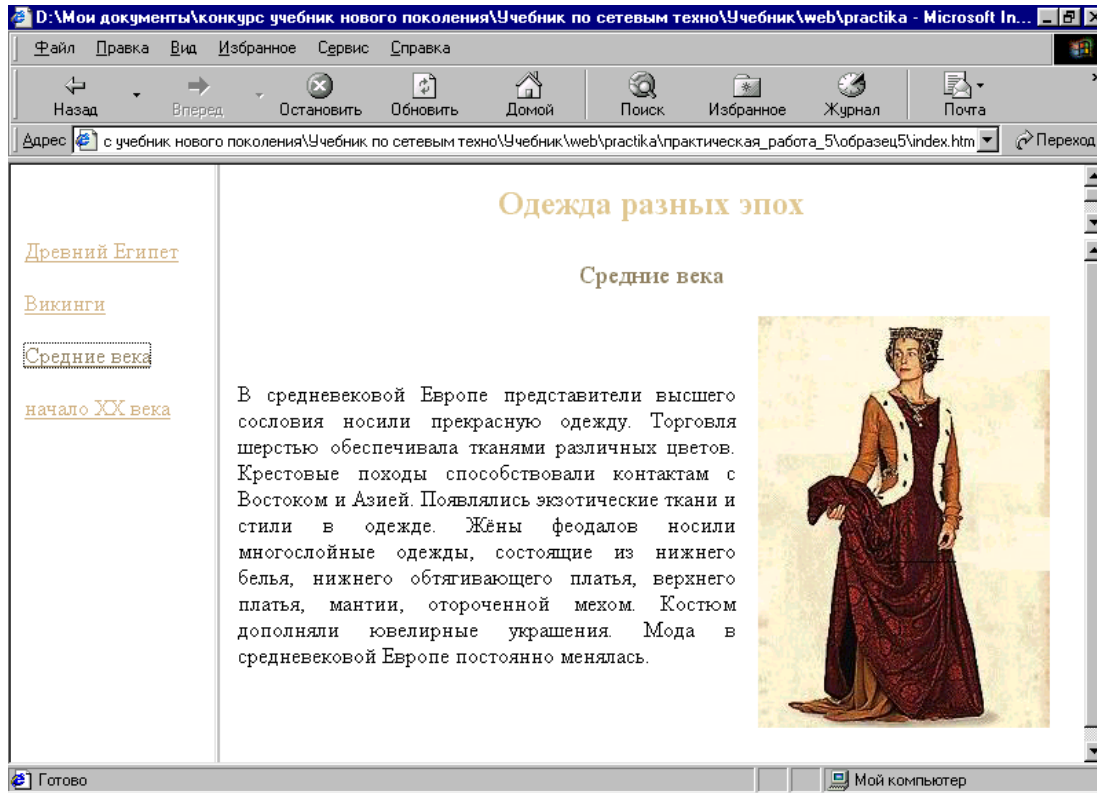 D:\Мои документы\конкурс учебник нового поколения\Учебник по сетевым техно\Учебник\web\practika - Microsoft In...
Файл Правка Вид Избранное Сервис Справка
Назад Вперед Остановить Обновить Домой Поиск Избранное Журнал Почта
Адрес с учебник нового поколения\Учебник по сетевым техно\Учебник\web\practika\практическая_работа_5\образец5\index.htm Переход
Древний Египет
Викинги
Средние века
начало XX века
Одежда разных эпох
Средние века
В средневековой Европе представители высшего
сословия носили прекрасную одежду. Торговля
шерстью обеспечивала тканями различных цветов.
Крестовые походы способствовали контактам с
Востоком и Азией. Появлялись экзотические ткани и
стили в одежде. Жёны феодалов носили
многослойные одежды, состоящие из нижнего
белья, нижнего обтягивающего платья, верхнего
платья, мантии, отороченной мехом. Костюм
дополняли ювелирные украшения. Мода в
средневековой Европе постоянно менялась.
Готово
Мой компьютер